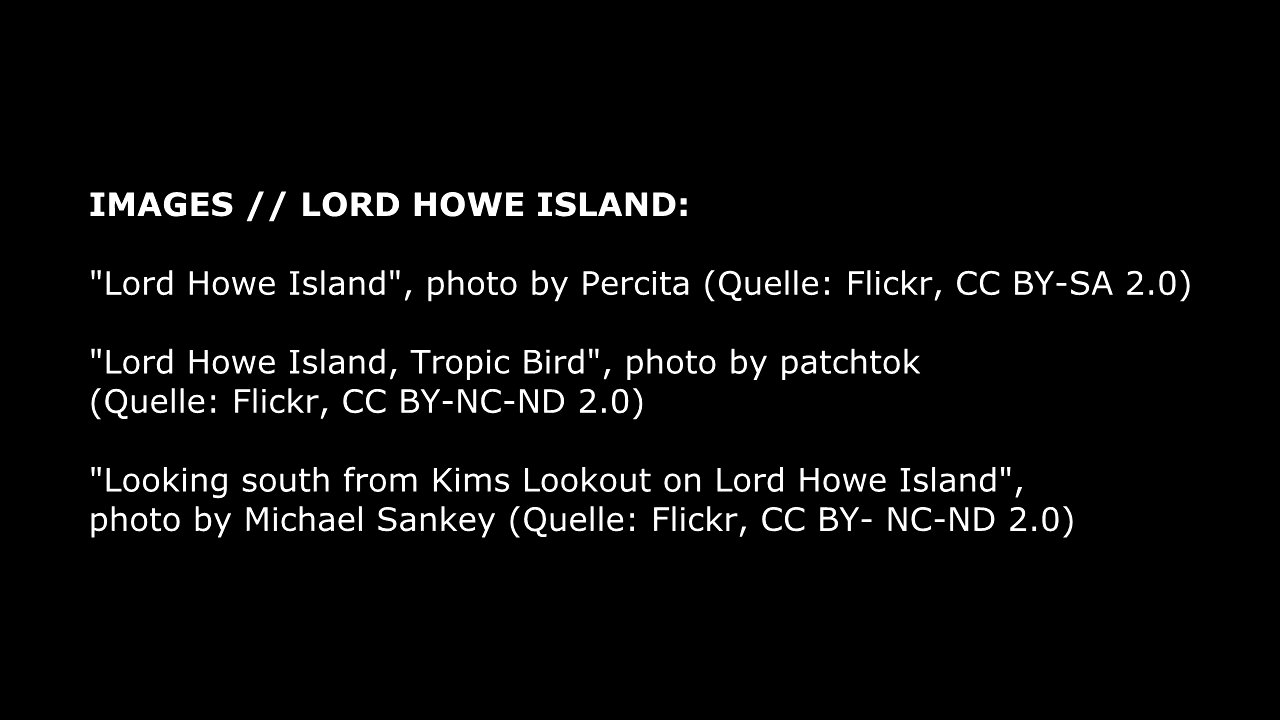 IMAGES // LORD HOWE ISLAND:
"Lord Howe Island", photo by Percita (Quelle: Flickr, CC BY-SA 2.0)
"Lord Howe Island, Tropic Bird", photo by patchtok
(Quelle: Flickr, CC BY-NC-ND 2.0)
"Looking south from Kims Lookout on Lord Howe Island",
photo by Michael Sankey (Quelle: Flickr, CC BY- NC-ND 2.0)